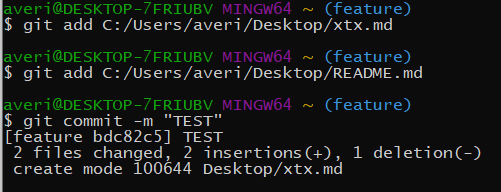 averi@DESKTOP-7FRIUBV MINGW64 ~ (feature)
$ git add C:/Users/averi/Desktop/xtx.md
averi@DESKTOP-7FRIUBV MINGW64 ~ (feature)
$ git add C:/Users/averi/Desktop/README.md
averi@DESKTOP-7FRIUBV MINGW64 ~ (feature)
$ git commit -m "TEST"
[feature bdc82c5] TEST
 2 files changed, 2 insertions(+), 1 deletion(-)
 create mode 100644 Desktop/xtx.md